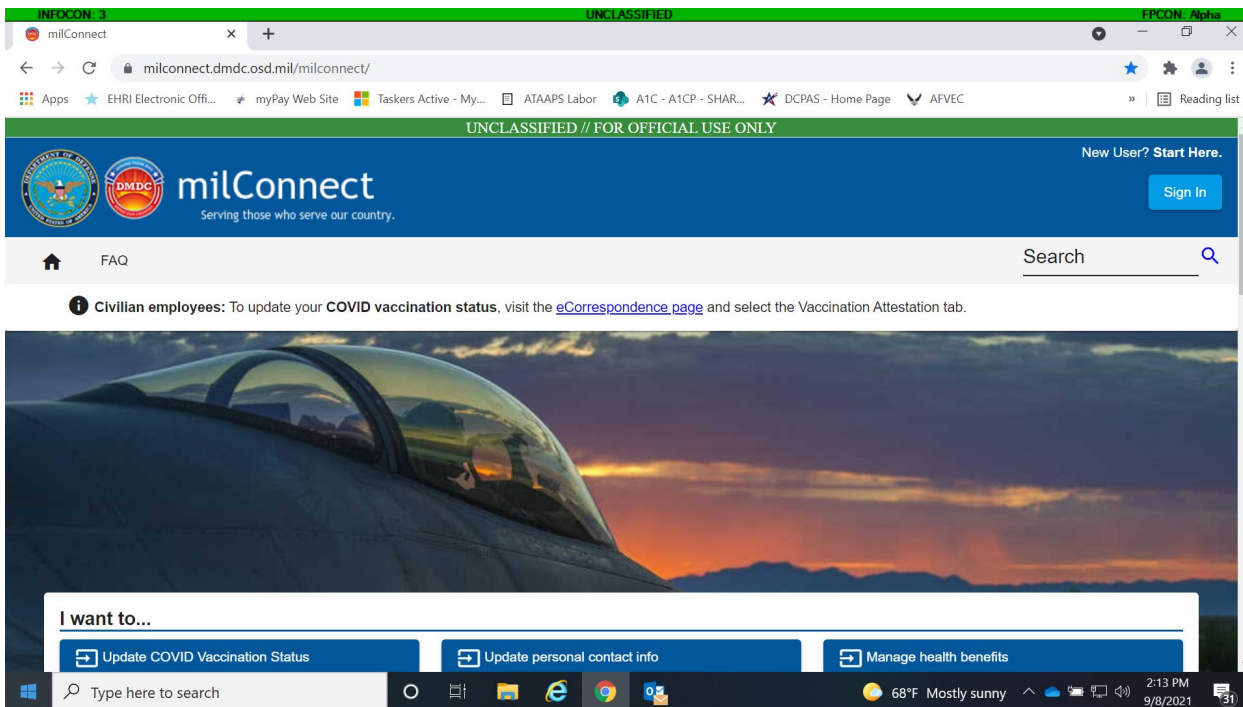 INFOCON: 3 UNCLASSIFIED FPCON: Alpha
milConnect
milconnect.dmdc.osd.mil/milconnect/
Apps EHRI Electronic Offi... myPay Web Site Taskers Active - My... ATAAPS Labor A1C - A1CP - SHAR... DCPAS - Home Page AFVEC » Reading list
UNCLASSIFIED // FOR OFFICIAL USE ONLY
New User? Start Here.
DMDC milConnect
Sign In
Serving those who serve our country.
FAQ Search
Civilian employees: To update your COVID vaccination status, visit the eCorrespondence page and select the Vaccination Attestation tab.
I want to...
Update COVID Vaccination Status Update personal contact info Manage health benefits
Type here to search 68°F Mostly sunny 2:13 PM
9/8/2021 31